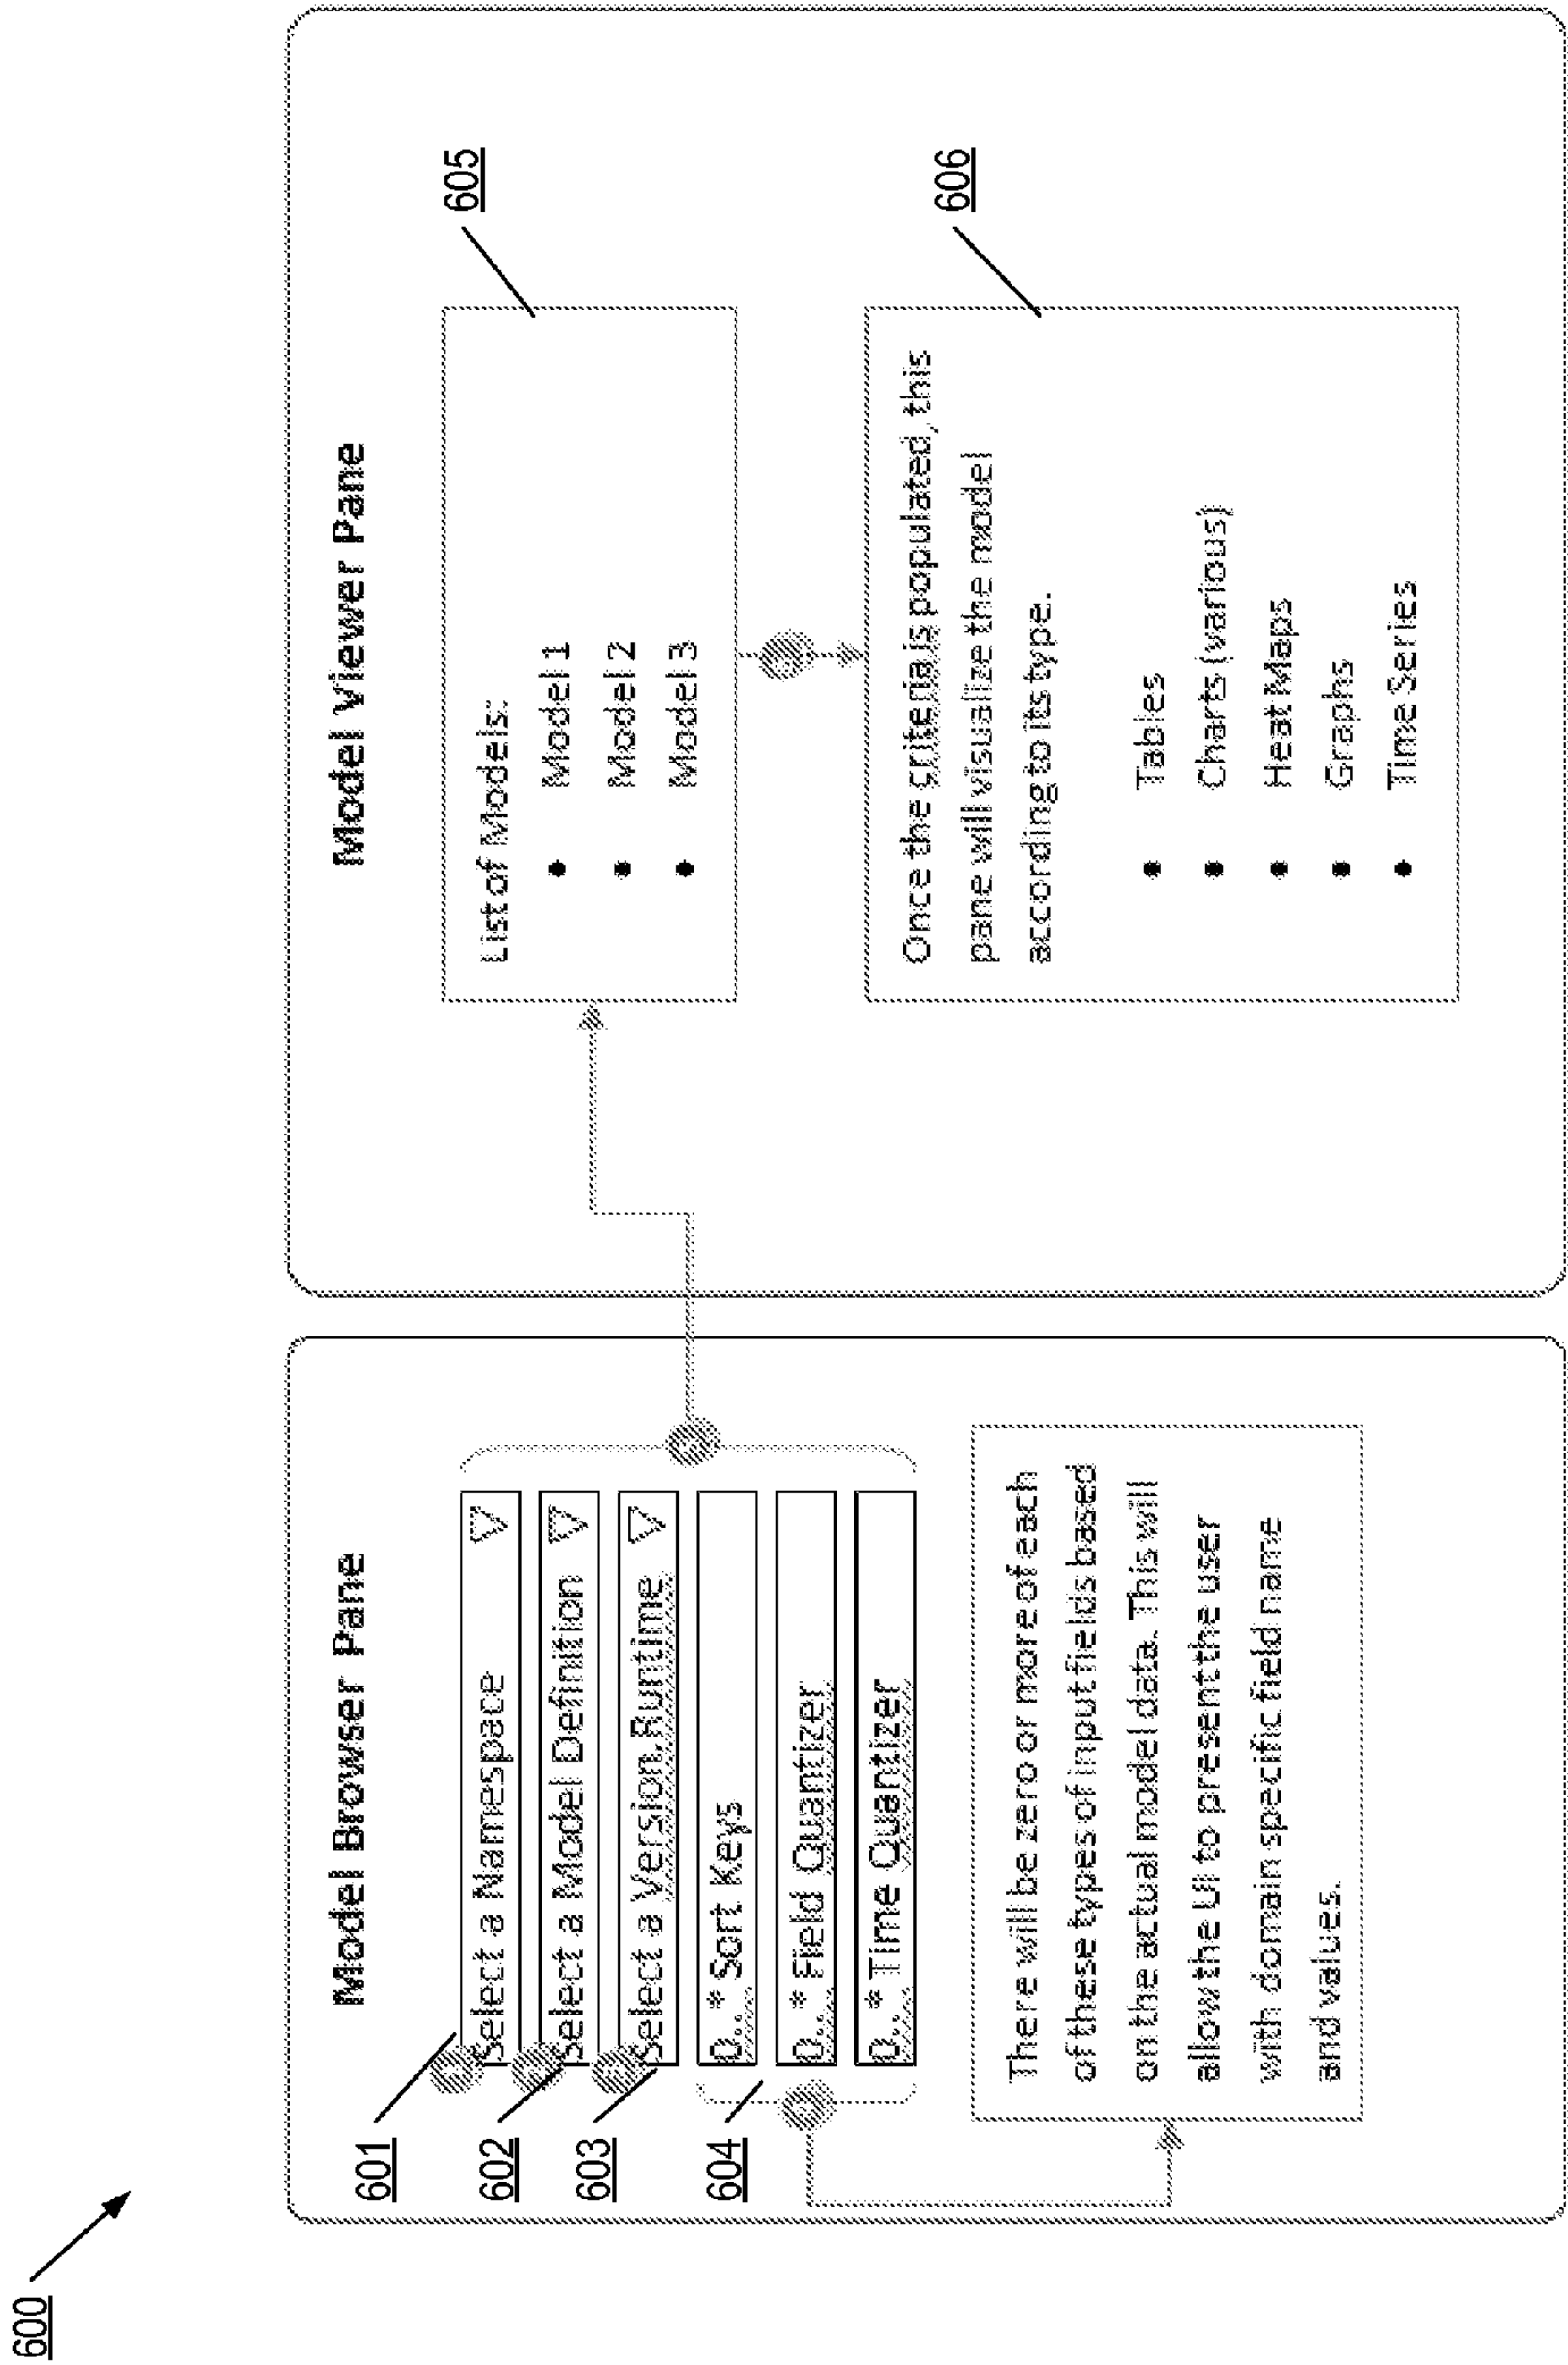 600
Model Browser Pane
601
Select a Namespace
602
Select a Model Definition
603
Select a Version.Runtime
604
0..* Sort Keys
0..* Field Quantizer
0..* Time Quantizer
There will be zero or more of each
of these types of input fields based
on the actual model data. This will
allow the UI to present the user
with domain specific field name
and values.
Model Viewer Pane
605
List of Models:
• Model 1
• Model 2
• Model 3
606
Once the criteria is populated, this
pane will visualize the model
according to its type.
• Tables
• Charts (various)
• Heat Maps
• Graphs
• Time Series